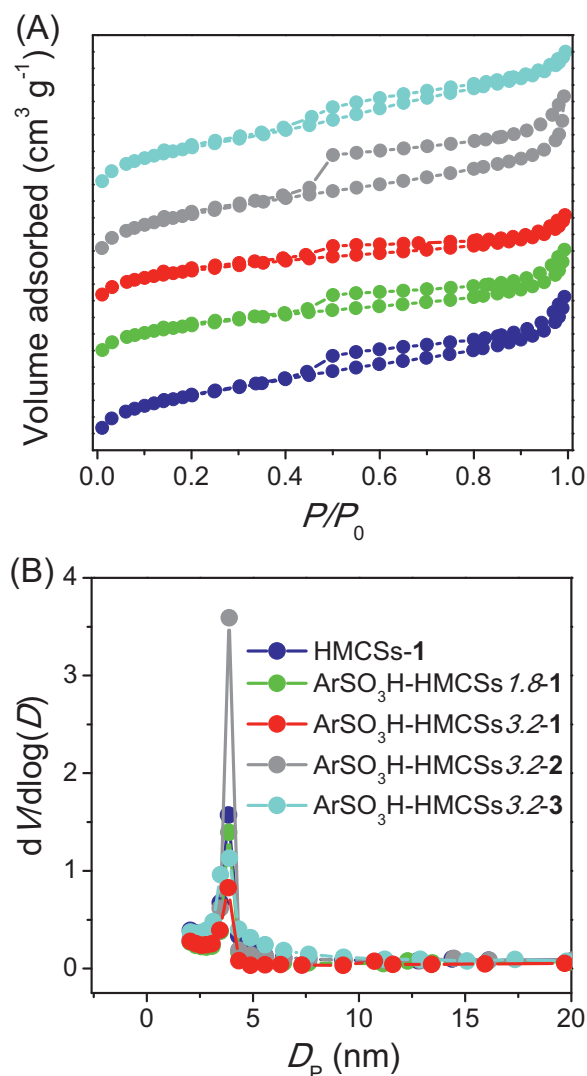 (A)
Volume adsorbed (cm³ g⁻¹)
0.0 0.2 0.4 0.6 0.8 1.0
P/P₀
(B)
4
3
2
1
0
dV/dlog(D)
HMCSs-1
ArSO₃H-HMCSs1.8-1
ArSO₃H-HMCSs3.2-1
ArSO₃H-HMCSs3.2-2
ArSO₃H-HMCSs3.2-3
0 5 10 15 20
Dₚ (nm)